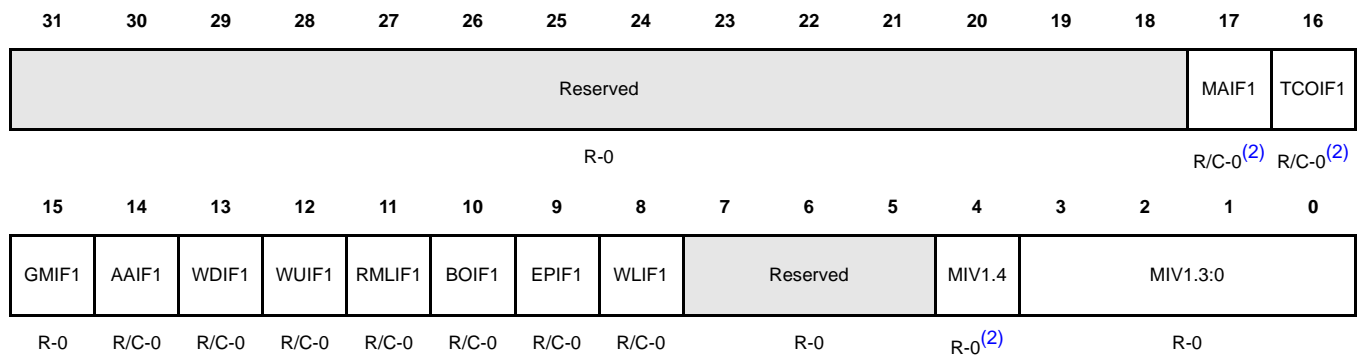 31 30 29 28 27 26 25 24 23 22 21 20 19 18 17 16
Reserved MAIF1 TCOIF1
R-0 R/C-0(2) R/C-0(2)
15 14 13 12 11 10 9 8 7 6 5 4 3 2 1 0
GMIF1 AAIF1 WDIF1 WUIF1 RMLIF1 BOIF1 EPIF1 WLIF1 Reserved MIV1.4 MIV1.3:0
R-0 R/C-0 R/C-0 R/C-0 R/C-0 R/C-0 R/C-0 R/C-0 R-0 R-0(2) R-0